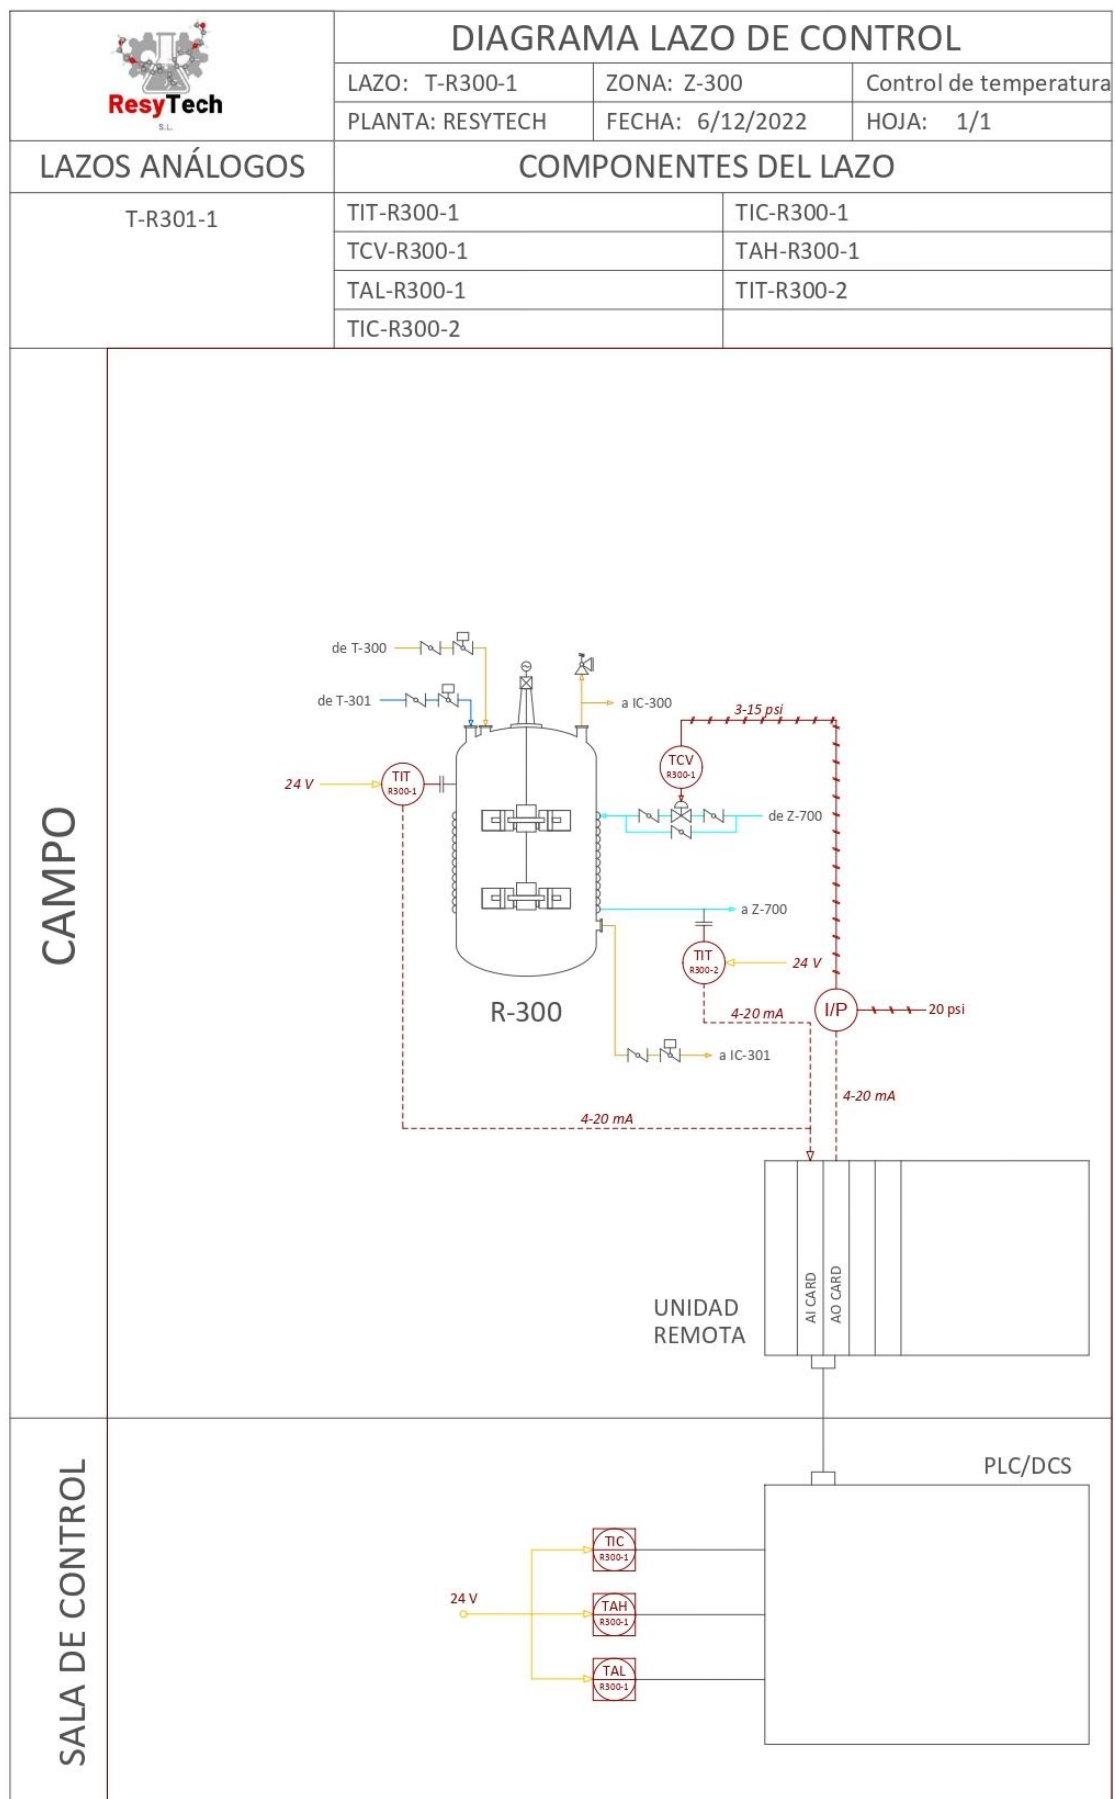 DIAGRAMA LAZO DE CONTROL
ResyTech
S.L.
LAZO: T-R300-1
ZONA: Z-300
Control de temperatura
PLANTA: RESYTECH
FECHA: 6/12/2022
HOJA: 1/1
LAZOS ANÁLOGOS
COMPONENTES DEL LAZO
T-R301-1
TIT-R300-1
TIC-R300-1
TCV-R300-1
TAH-R300-1
TAL-R300-1
TIT-R300-2
TIC-R300-2
CAMPO
de T-300
de T-301
a IC-300
3-15 psi
TCV
R300-1
24 V
TIT
R300-1
de Z-700
a Z-700
TIT
R300-2
24 V
R-300
4-20 mA
I/P
20 psi
a IC-301
4-20 mA
4-20 mA
AI CARD
AO CARD
UNIDAD
REMOTA
SALA DE CONTROL
PLC/DCS
TIC
R300-1
24 V
TAH
R300-1
TAL
R300-1